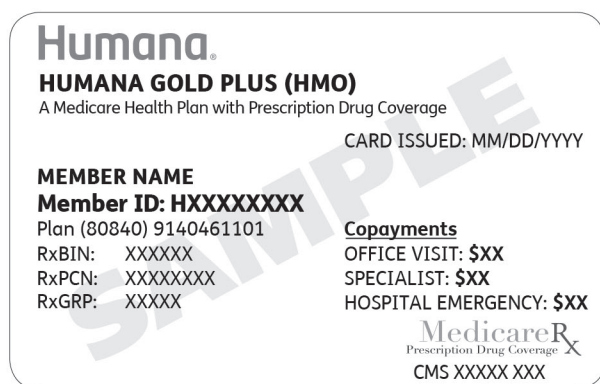 Humana®
HUMANA GOLD PLUS (HMO)
A Medicare Health Plan with Prescription Drug Coverage
CARD ISSUED: MM/DD/YYYY
MEMBER NAME
Member ID: HXXXXXXXX
Plan (80840) 9140461101
RxBIN: XXXXXX
RxPCN: XXXXXXXX
RxGRP: XXXXX
Copayments
OFFICE VISIT: $XX
SPECIALIST: $XX
HOSPITAL EMERGENCY: $XX
MedicareRx
Prescription Drug Coverage
CMS XXXXX XXX
SAMPLE